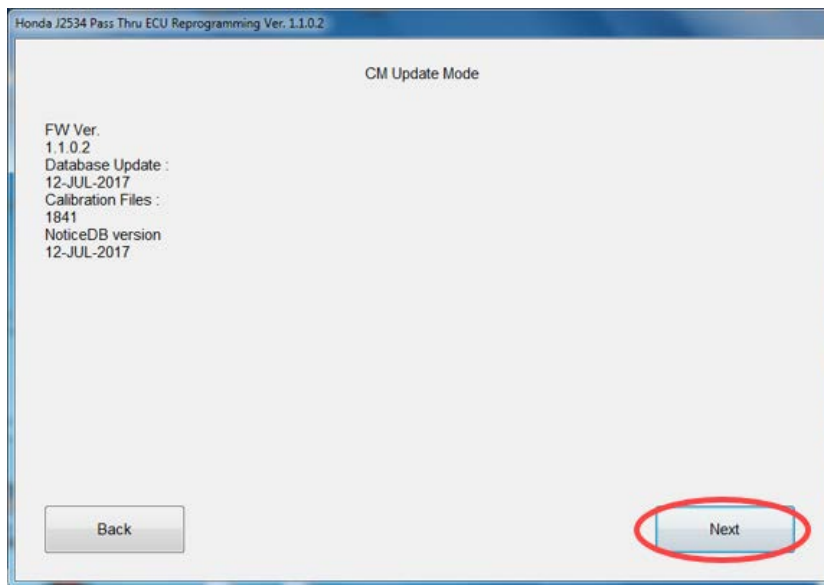 Honda J2534 Pass Thru ECU Reprogramming Ver. 1.1.0.2
CM Update Mode
FW Ver.
1.1.0.2
Database Update :
12-JUL-2017
Calibration Files :
1841
NoticeDB version
12-JUL-2017
Back
Next